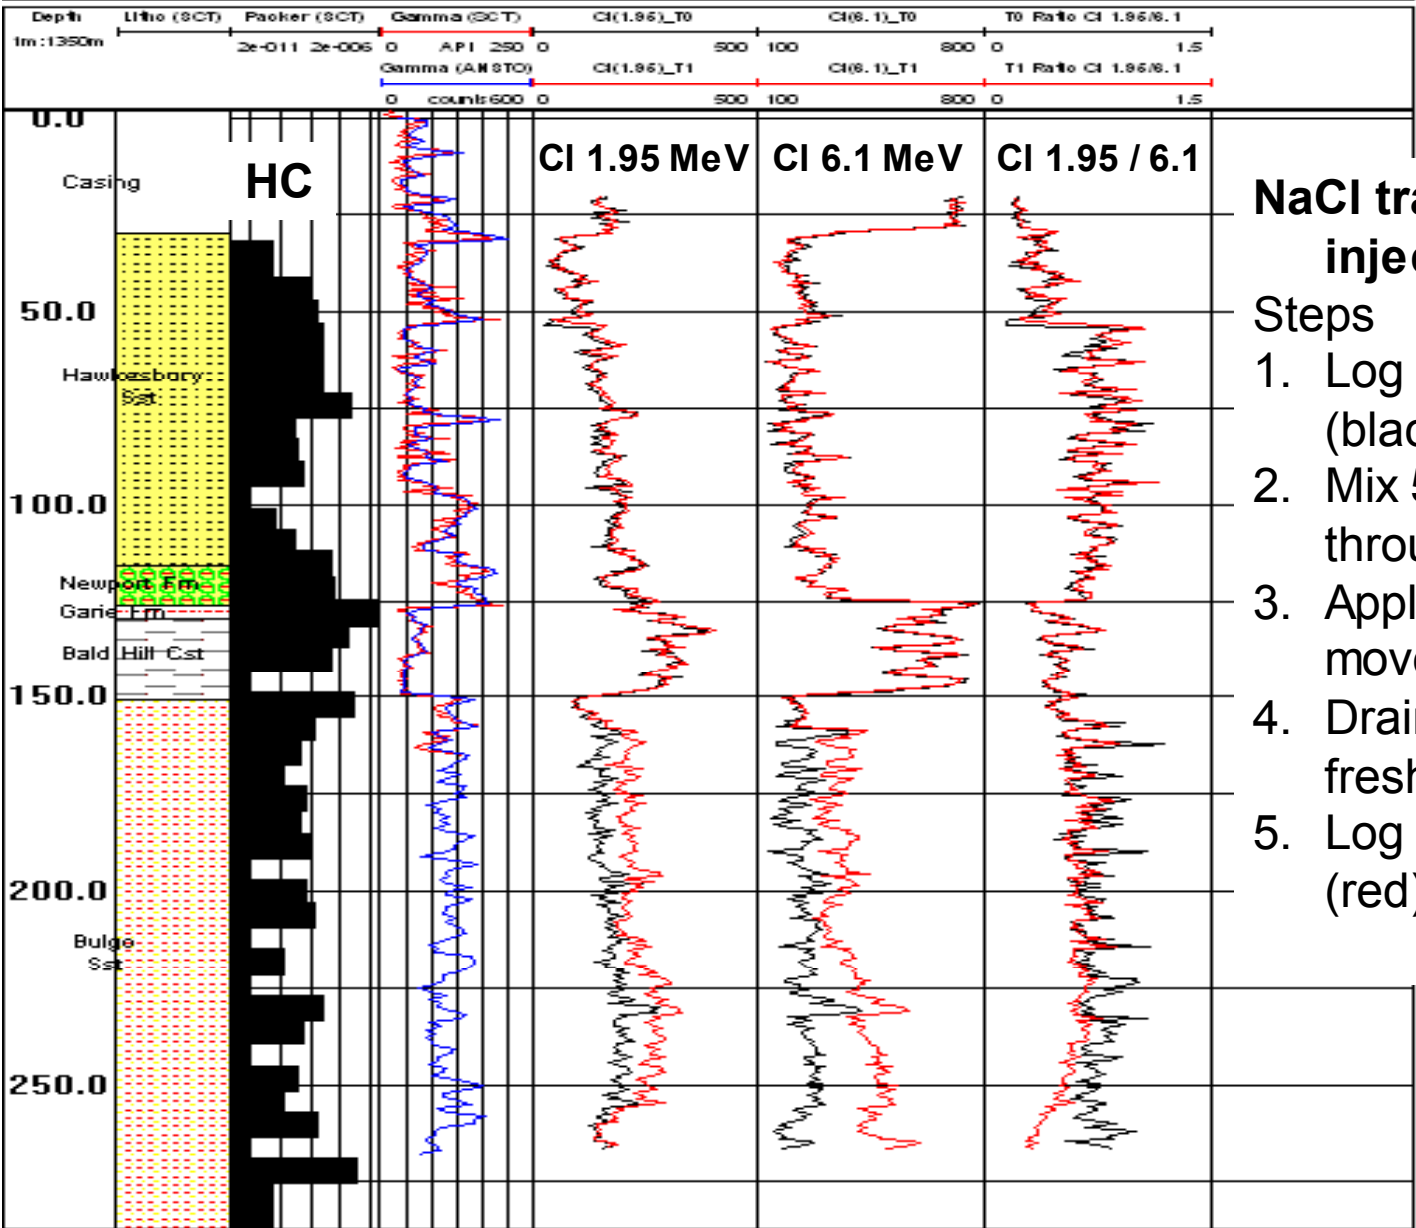 Depth Litho (SCT) Packer (SCT) Gamma (SCT) Cl(1.95)_T0 Cl(6.1)_T0 T0 Ratio Cl 1.95/6.1
1m:1350m 2e-011 2e-006 0 API 250 0 500 100 800 0 1.5
Gamma (ANSTO) Cl(1.95)_T1 Cl(6.1)_T1 T1 Ratio Cl 1.95/6.1
0 counts 600 0 500 100 800 0 1.5
0.0
HC
Cl 1.95 MeV Cl 6.1 MeV Cl 1.95 / 6.1
Casing
50.0
Hawkesbury
Sst
100.0
Newport Fm
Garie Fm
Bald Hill Cst
150.0
200.0
Bulgo
Sst
250.0
NaCl tra
injec
Steps
1. Log
(blac
2. Mix 5
throu
3. Appl
move
4. Drain
fresh
5. Log
(red)